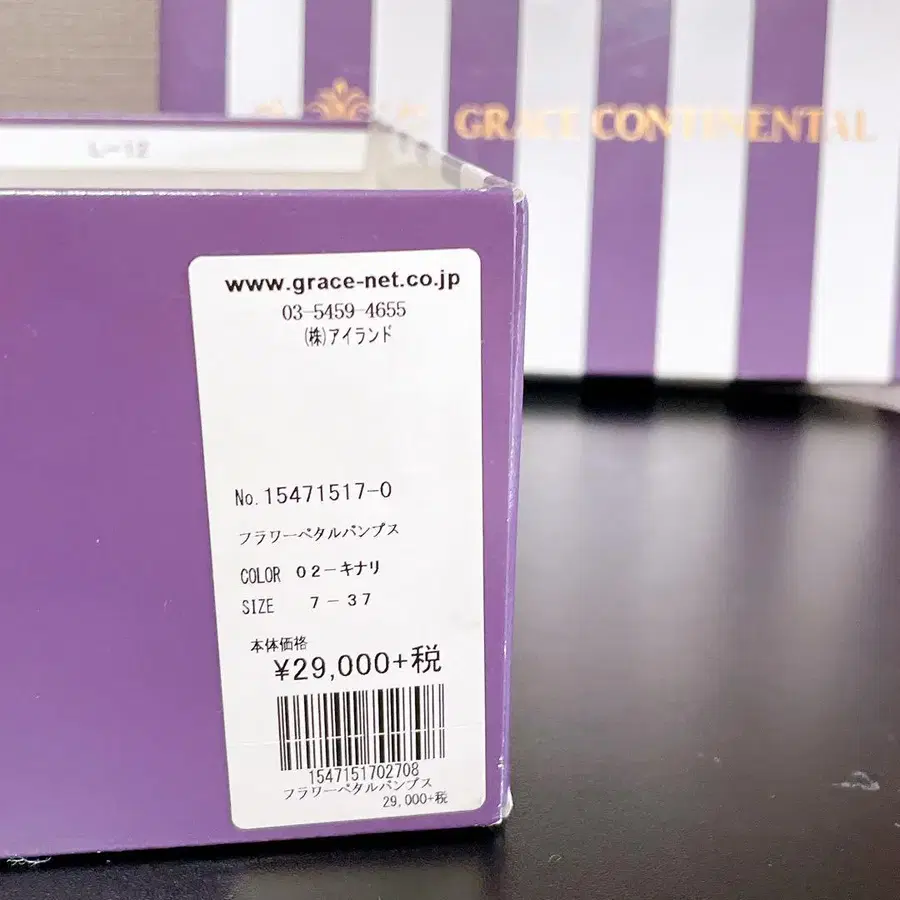 GRACE CONTINENTAL
L-12
www.grace-net.co.jp
03-5459-4655
(株)アイランド
No.15471517-0
フラワーペタルパンプス
COLOR 02-キナリ
SIZE 7-37
本体価格
¥29,000+税
1547151702708
フラワーペタルパンプス
29,000+税